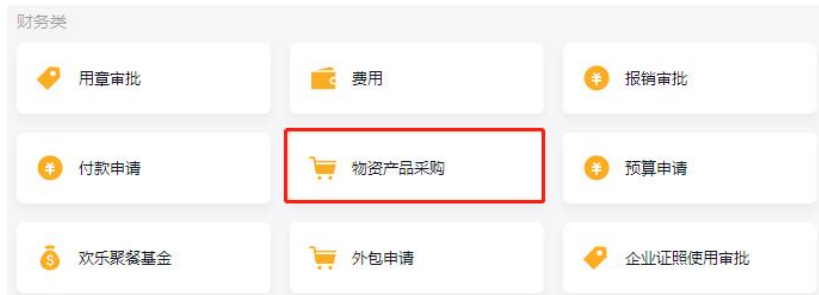 财务类
用章审批
费用
报销审批
付款申请
物资产品采购
预算申请
欢乐聚餐基金
外包申请
企业证照使用审批